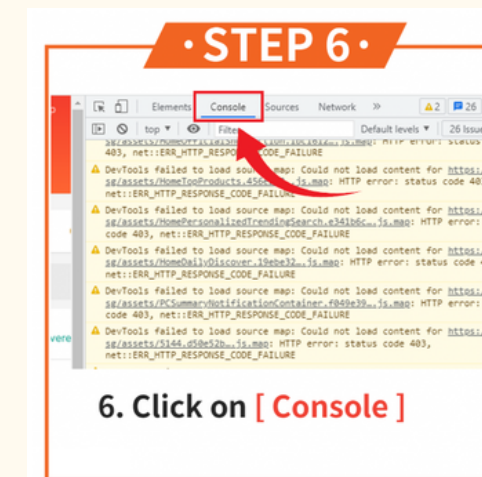 · STEP 6 ·
Elements Console Sources Network » 2 26
top ▼ Filter Default levels ▼ 26 Issue
403, net::ERR_HTTP_RESPONSE_CODE_FAILURE
DevTools failed to load source map: Could not load content for https:
sg/assets/HomeTopProducts.456 js.map: HTTP error: status code 40
net::ERR_HTTP_RESPONSE_CODE_FAILURE
DevTools failed to load source map: Could not load content for https:
sg/assets/HomePersonalizedTrendingSearch.e341b6c….js.map: HTTP error:
code 403, net::ERR_HTTP_RESPONSE_CODE_FAILURE
DevTools failed to load source map: Could not load content for https:
sg/assets/HomeDailyDiscover.19ebe32….js.map: HTTP error: status code
net::ERR_HTTP_RESPONSE_CODE_FAILURE
DevTools failed to load source map: Could not load content for https:
sg/assets/PCSummaryNotificationContainer.f049e39….js.map: HTTP error:
code 403, net::ERR_HTTP_RESPONSE_CODE_FAILURE
vere
DevTools failed to load source map: Could not load content for https:
sg/assets/5144.d50e52b….js.map: HTTP error: status code 403,
net::ERR_HTTP_RESPONSE_CODE_FAILURE
6. Click on [ Console ]